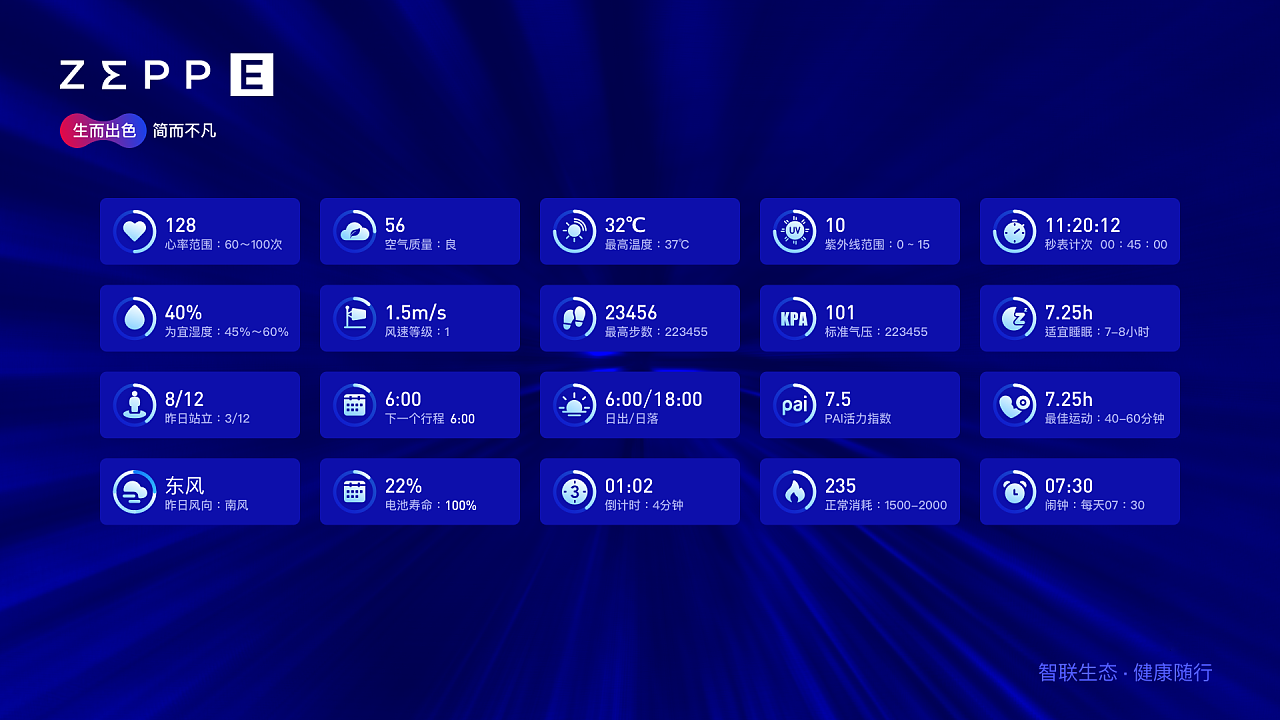 ZΣPP E
生而出色 简而不凡
128
心率范围：60～100次
56
空气质量：良
32℃
最高温度：37℃
UV
10
紫外线范围：0 ~ 15
11:20:12
秒表计次 00：45：00
40%
为宜湿度：45%～60%
1.5m/s
风速等级：1
23456
最高步数：223455
KPA
101
标准气压：223455
z
7.25h
适宜睡眠：7–8小时
8/12
昨日站立：3/12
6:00
下一个行程 6:00
6:00/18:00
日出/日落
pai
7.5
PAI活力指数
7.25h
最佳运动：40–60分钟
东风
昨日风向：南风
22%
电池寿命：100%
3
01:02
倒计时：4分钟
235
正常消耗：1500–2000
07:30
闹钟：每天07：30
智联生态 · 健康随行